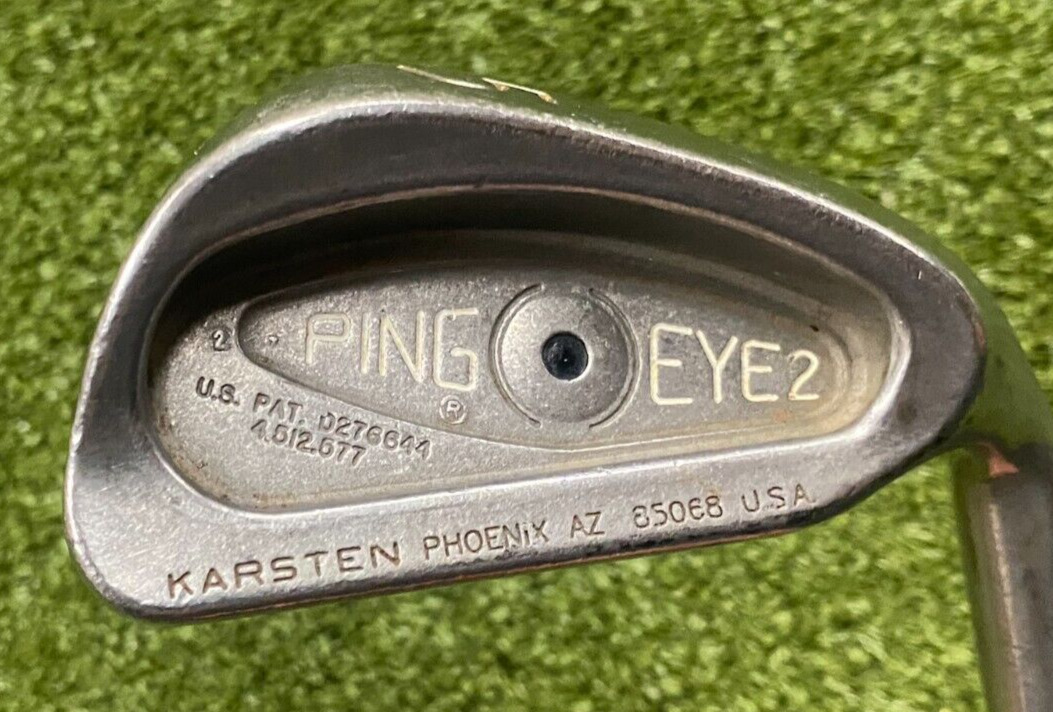 PING EYE2
®
2
U.S. PAT. D276644
4.512.577
KARSTEN PHOENiX AZ 85068 U.S.A.